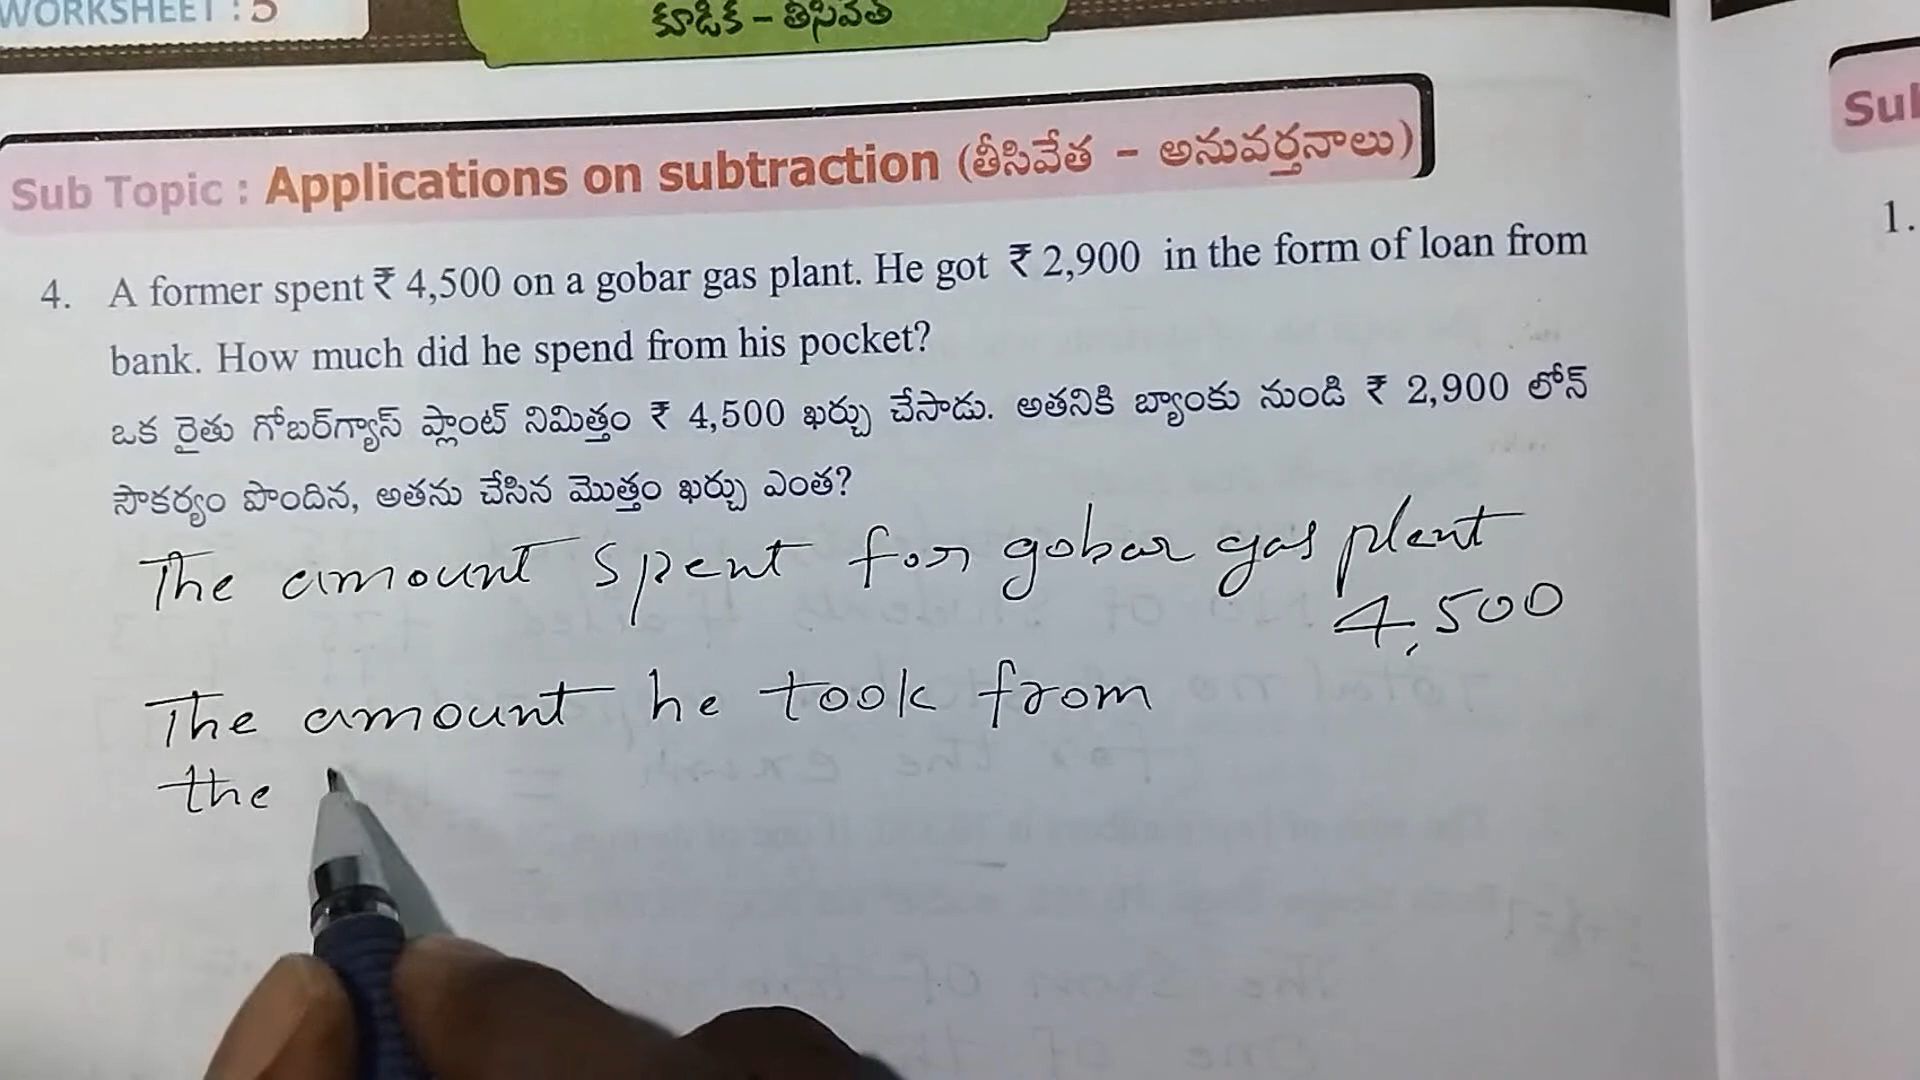 WORKSHEET : 5
కూడిక – తీసివేత
Sub Topic : Applications on subtraction (తీసివేత – అనువర్తనాలు)
4. A former spent ₹ 4,500 on a gobar gas plant. He got ₹ 2,900 in the form of loan from
bank. How much did he spend from his pocket?
ఒక రైతు గోబర్‌గ్యాస్ ప్లాంట్ నిమిత్తం ₹ 4,500 ఖర్చు చేసాడు. అతనికి బ్యాంకు నుండి ₹ 2,900 లోన్
సౌకర్యం పొందిన, అతను చేసిన మొత్తం ఖర్చు ఎంత?
The amount spent for gobar gas plant
4,500
The amount he took from
the
Sul
1.